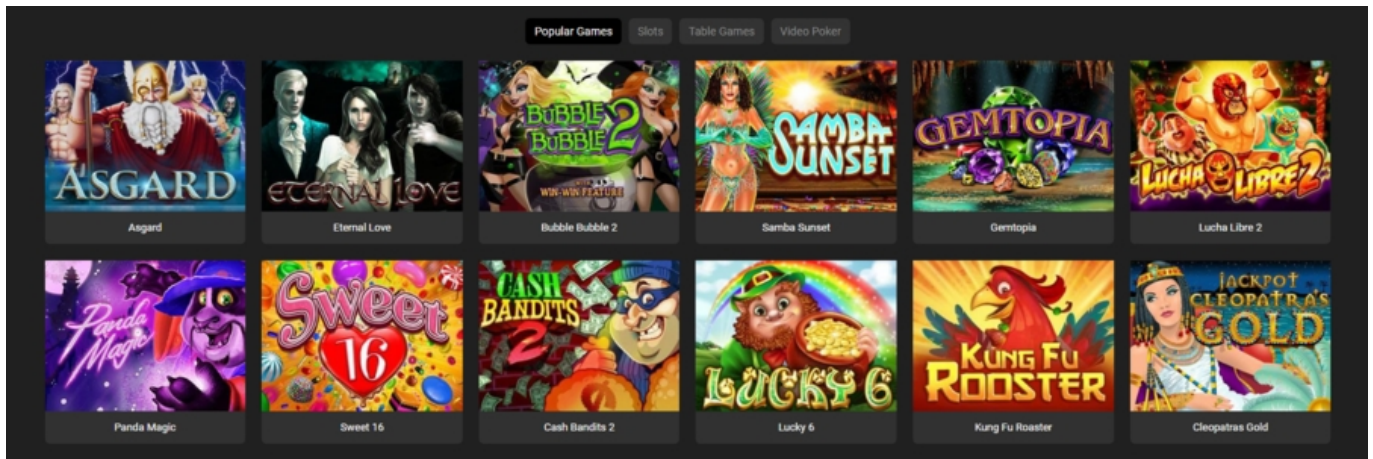 Popular Games
Slots
Table Games
Video Poker
ASGARD
ETERNAL LOVE
BUBBLE
BUBBLE 2
WIN-WIN FEATURE
SAMBA
SUNSET
GEMTOPIA
LUCHA LIBRE 2
Asgard
Eternal Love
Bubble Bubble 2
Samba Sunset
Gemtopia
Lucha Libre 2
Panda
Magic
Sweet
16
CASH
BANDITS
2
LUCKY 6
KUNG FU
ROOSTER
JACKPOT
CLEOPATRA'S
GOLD
Panda Magic
Sweet 16
Cash Bandits 2
Lucky 6
Kung Fu Roaster
Cleopatras Gold